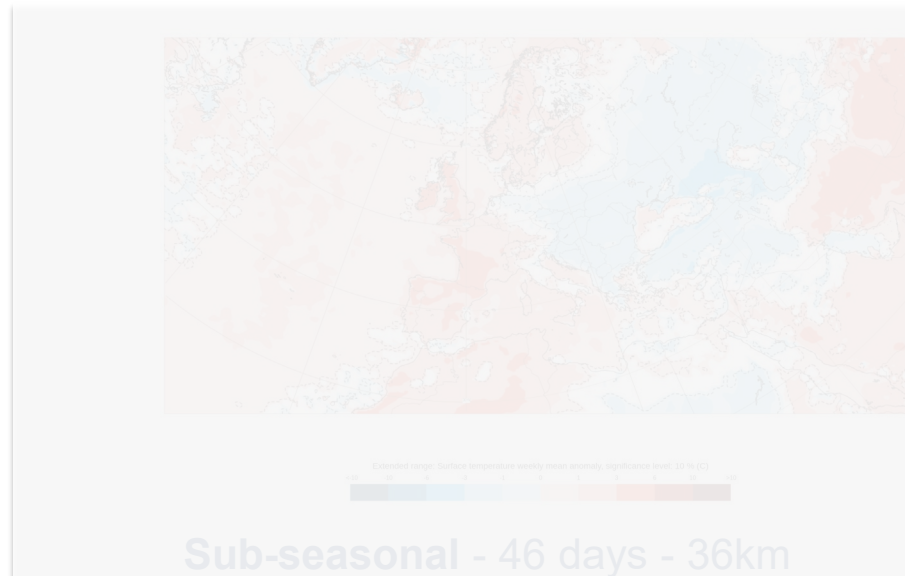 Extended range: Surface temperature weekly mean anomaly, significance level: 10 % (C)
Sub-seasonal - 46 days - 36km